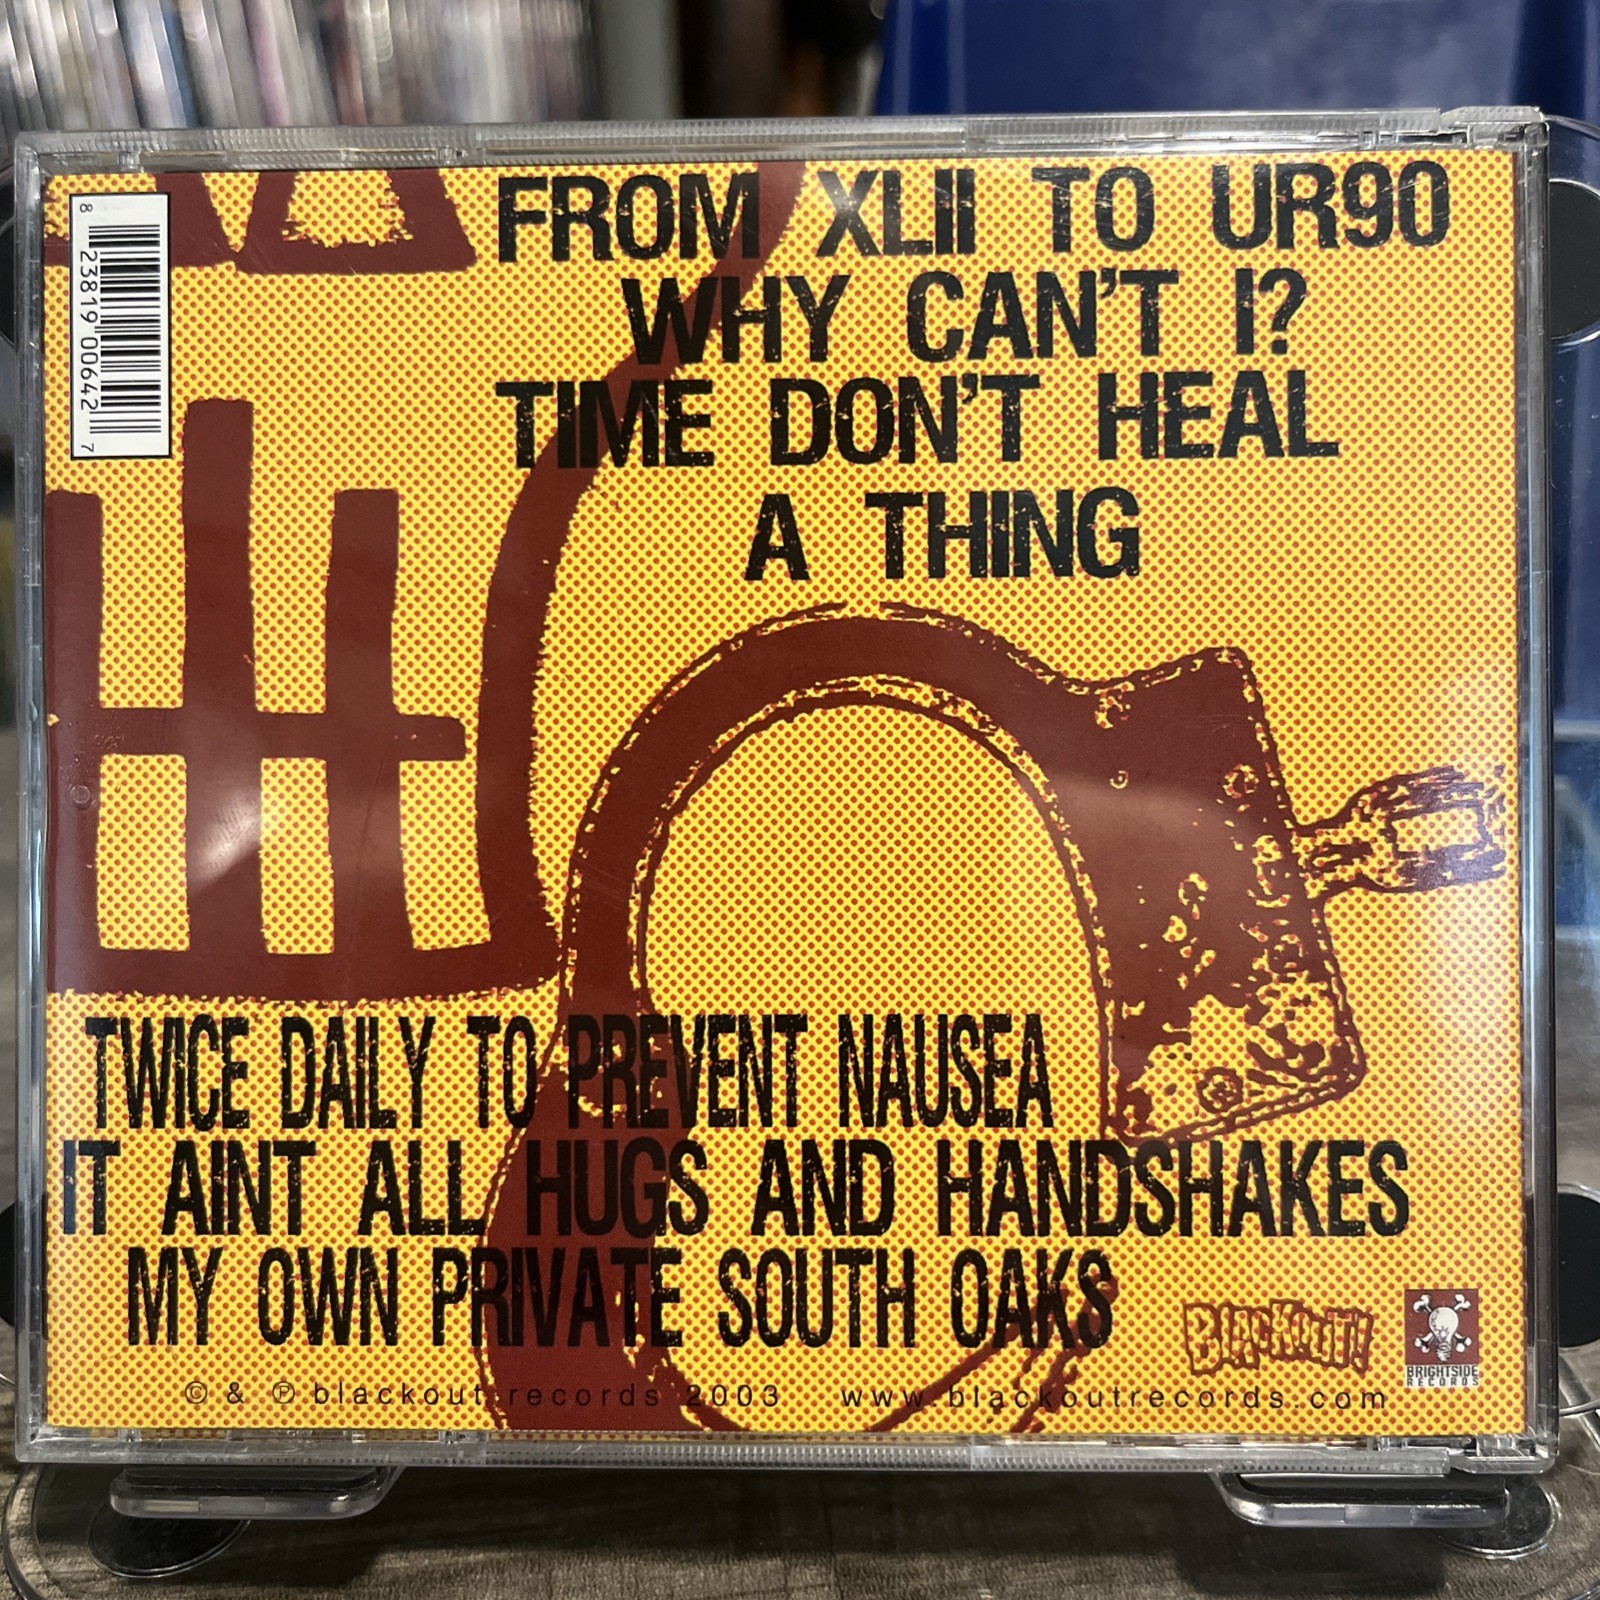 8 23819 00642 7
FROM XLII TO UR90
WHY CAN'T I?
TIME DON'T HEAL
A THING
TWICE DAILY TO PREVENT NAUSEA
IT AINT ALL HUGS AND HANDSHAKES
MY OWN PRIVATE SOUTH OAKS
BLACKOUT!
BRIGHTSIDE
RECORDS
© & ℗ blackout records 2003 www.blackoutrecords.com